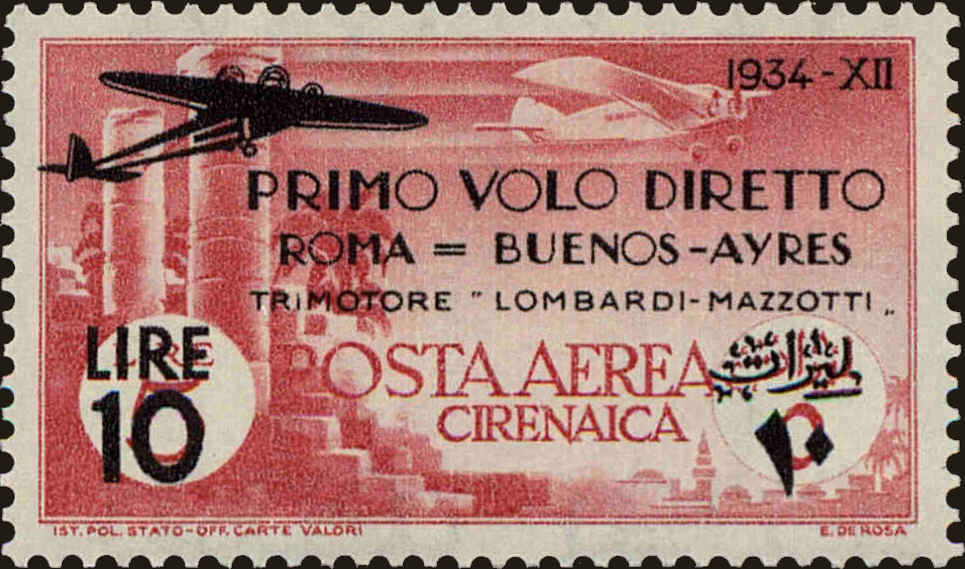 1934-XII
PRIMO VOLO DIRETTO
ROMA = BUENOS-AYRES
TRIMOTORE "LOMBARDI-MAZZOTTI„
LIRE
10
١٠
POSTA AEREA
CIRENAICA
IST. POL. STATO-OFF. CARTE VALORI
E. DE ROSA